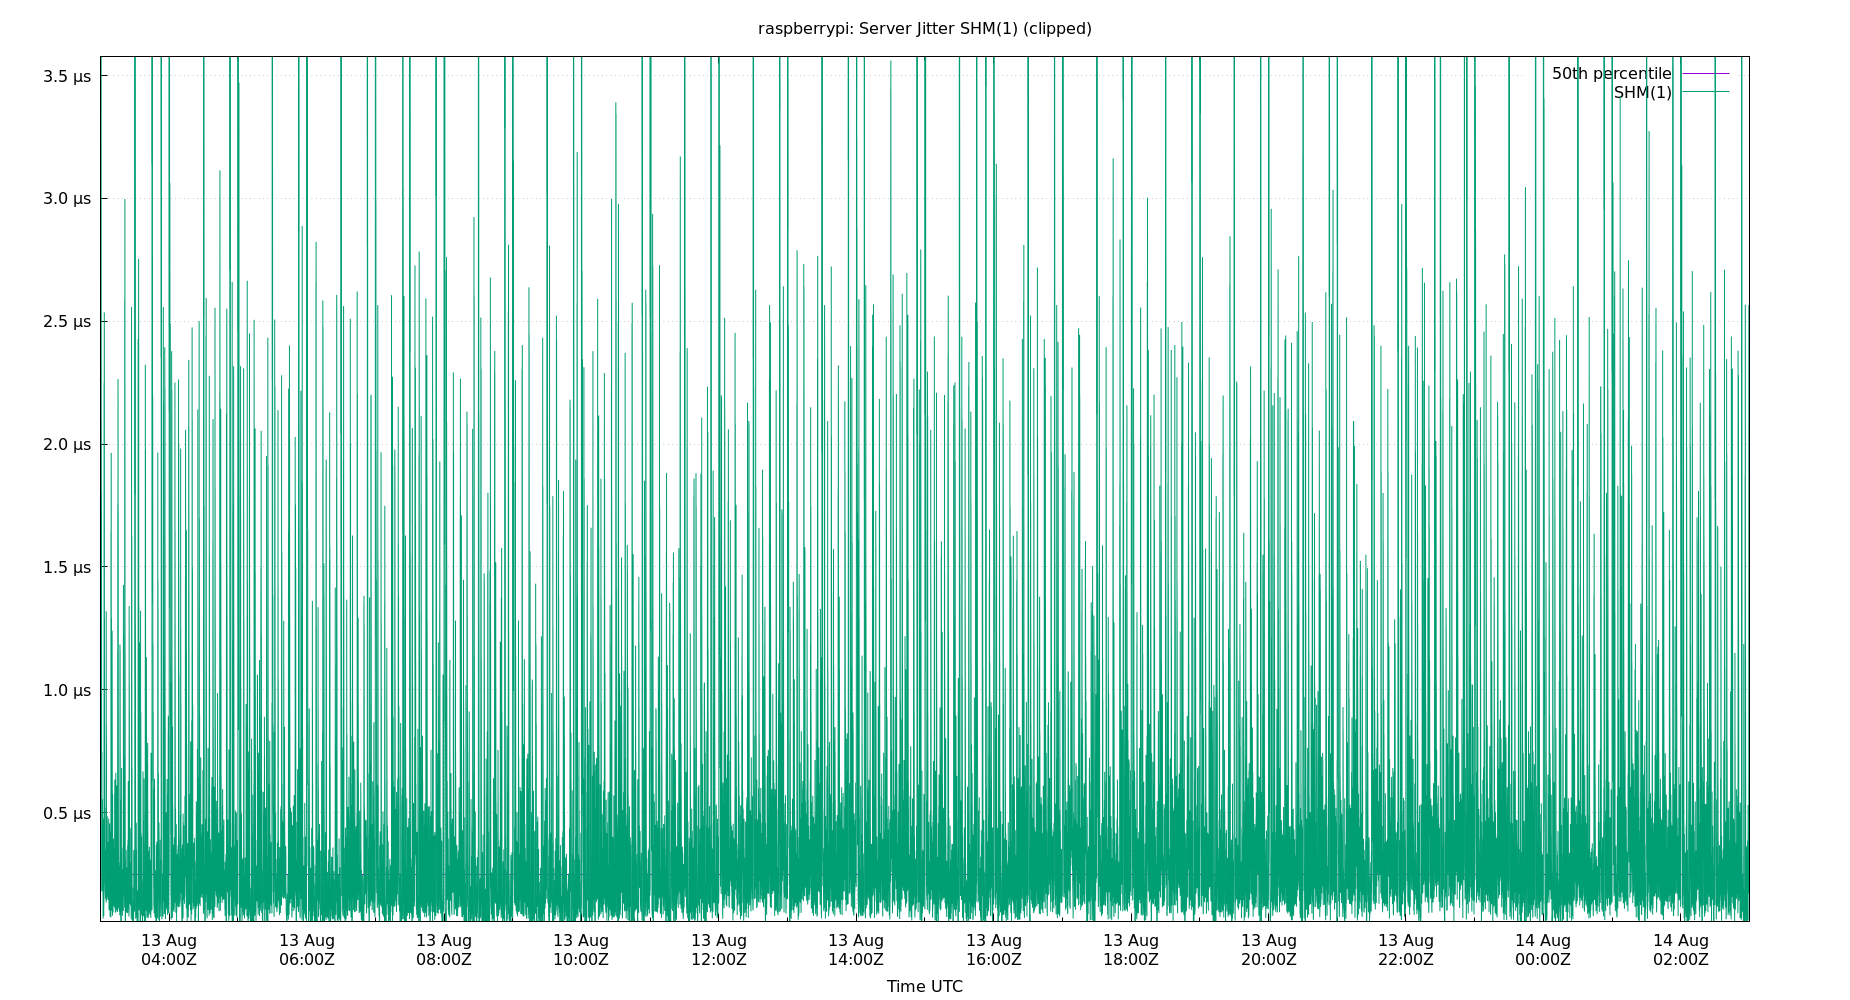 raspberrypi: Server Jitter SHM(1) (clipped)
3.5 µs
3.0 µs
2.5 µs
2.0 µs
1.5 µs
1.0 µs
0.5 µs
50th percentile
SHM(1)
13 Aug 13 Aug 13 Aug 13 Aug 13 Aug 13 Aug 13 Aug 13 Aug 13 Aug 13 Aug 14 Aug 14 Aug
04:00Z 06:00Z 08:00Z 10:00Z 12:00Z 14:00Z 16:00Z 18:00Z 20:00Z 22:00Z 00:00Z 02:00Z
Time UTC